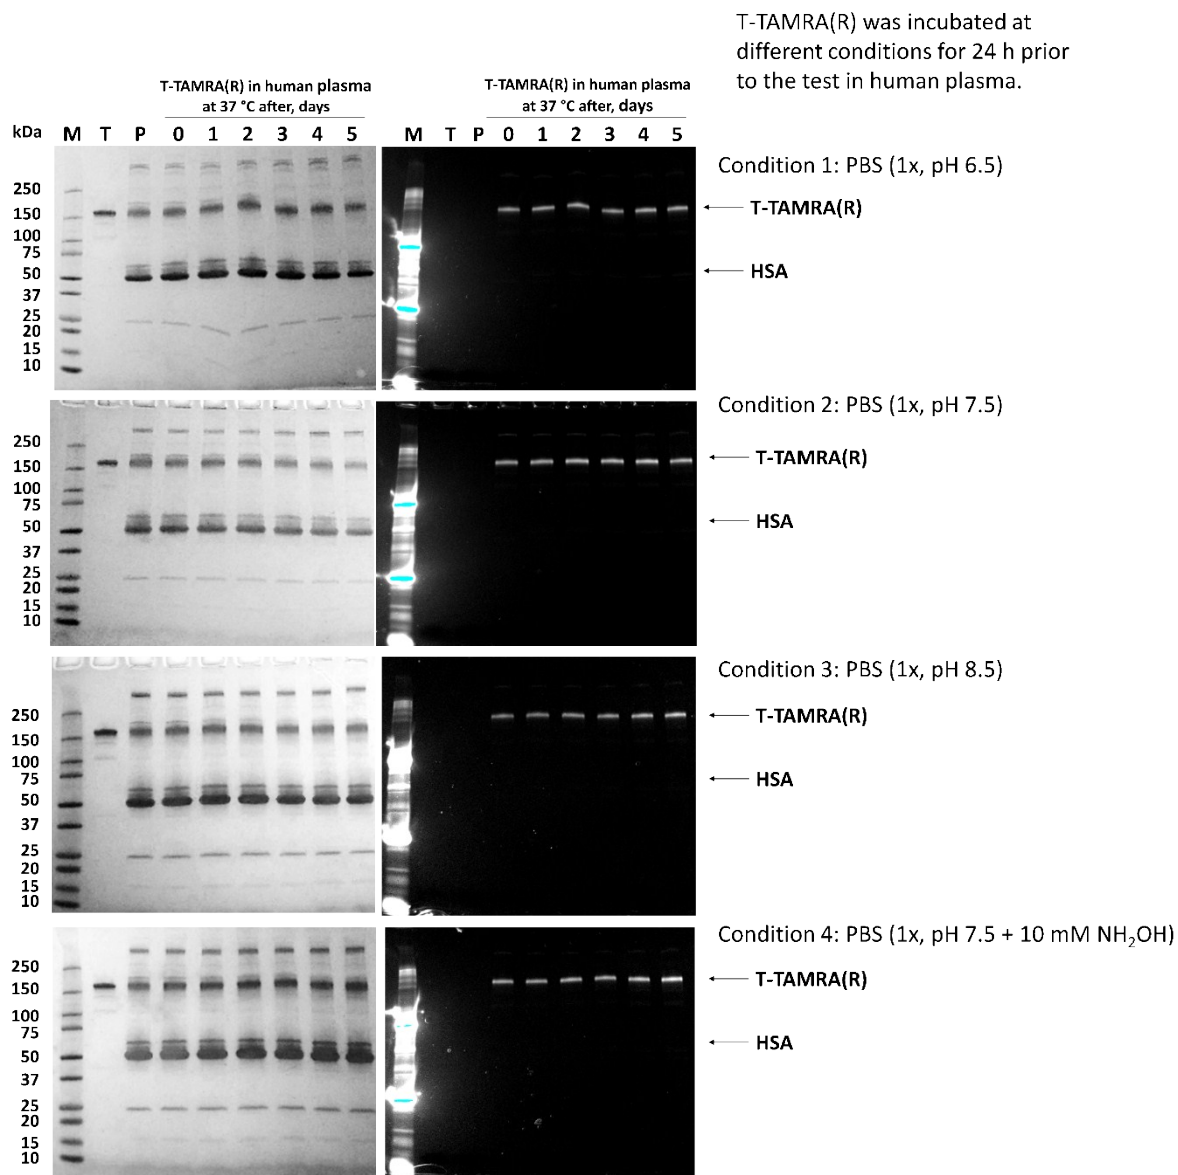 T-TAMRA(R) was incubated at
different conditions for 24 h prior
to the test in human plasma.
T-TAMRA(R) in human plasma
at 37 °C after, days
T-TAMRA(R) in human plasma
at 37 °C after, days
kDa M T P 0 1 2 3 4 5 M T P 0 1 2 3 4 5
Condition 1: PBS (1x, pH 6.5)
250
150
100
75
50
37
25
20
15
10
T-TAMRA(R)
HSA
Condition 2: PBS (1x, pH 7.5)
250
150
100
75
50
37
25
20
15
10
T-TAMRA(R)
HSA
Condition 3: PBS (1x, pH 8.5)
250
150
100
75
50
37
25
20
15
10
T-TAMRA(R)
HSA
Condition 4: PBS (1x, pH 7.5 + 10 mM NH₂OH)
250
150
100
75
50
37
25
20
15
10
T-TAMRA(R)
HSA